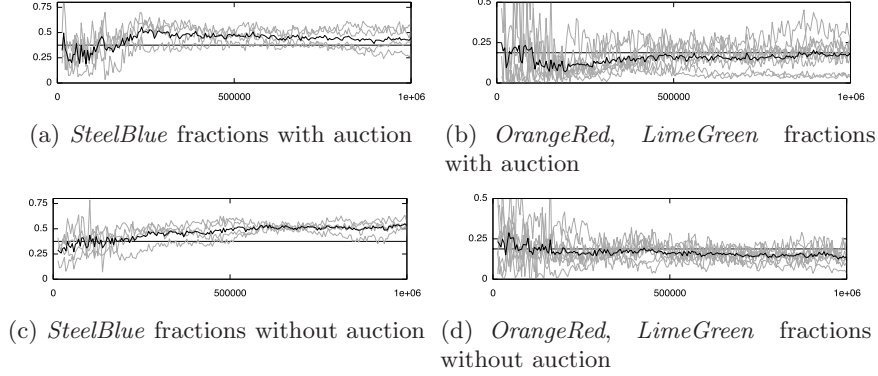 0.75
0.5
0.25
0
0
500000
1e+06
0.5
0.25
0
0
500000
1e+06
(a) SteelBlue fractions with auction
(b) OrangeRed, LimeGreen fractions
with auction
0.75
0.5
0.25
0
0
500000
1e+06
0.5
0.25
0
0
500000
1e+06
(c) SteelBlue fractions without auction
(d) OrangeRed, LimeGreen fractions
without auction